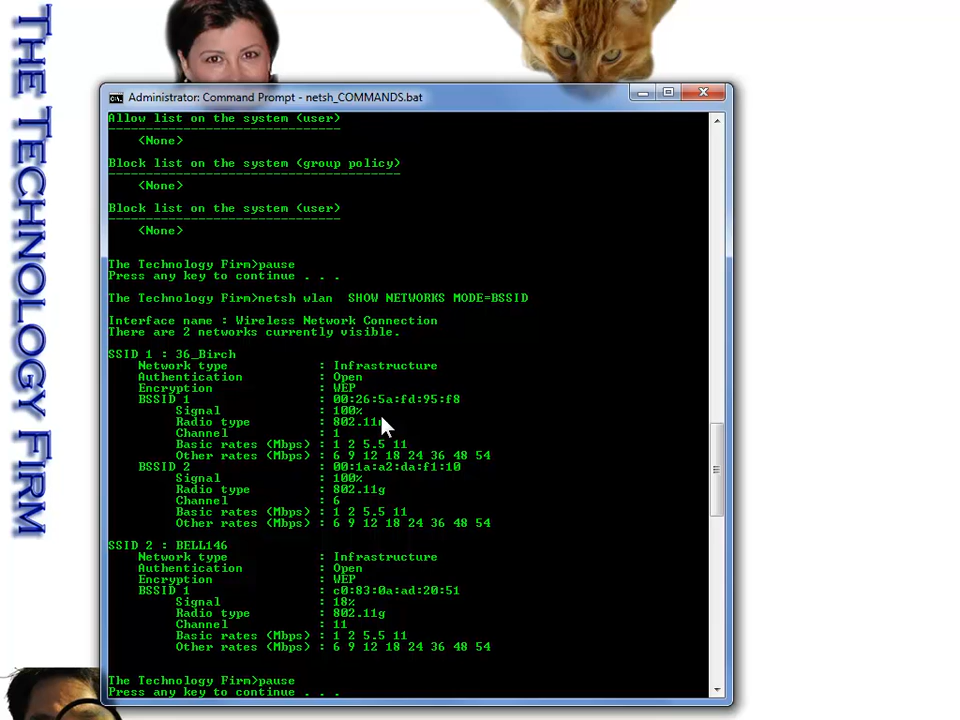 THE TECHNOLOGY FIRM
Administrator: Command Prompt - netsh_COMMANDS.bat
Allow list on the system (user)
-------------------------------
<None>
Block list on the system (group policy)
---------------------------------------
<None>
Block list on the system (user)
-------------------------------
<None>
The Technology Firm>pause
Press any key to continue . . .
The Technology Firm>netsh wlan  SHOW NETWORKS MODE=BSSID
Interface name : Wireless Network Connection
There are 2 networks currently visible.
SSID 1 : 36_Birch
Network type : Infrastructure
Authentication : Open
Encryption : WEP
BSSID 1 : 00:26:5a:fd:95:f8
Signal : 100%
Radio type : 802.11
Channel : 1
Basic rates (Mbps) : 1 2 5.5 11
Other rates (Mbps) : 6 9 12 18 24 36 48 54
BSSID 2 : 00:1a:a2:da:f1:10
Signal : 100%
Radio type : 802.11g
Channel : 6
Basic rates (Mbps) : 1 2 5.5 11
Other rates (Mbps) : 6 9 12 18 24 36 48 54
SSID 2 : BELL146
Network type : Infrastructure
Authentication : Open
Encryption : WEP
BSSID 1 : c0:83:0a:ad:20:51
Signal : 18%
Radio type : 802.11g
Channel : 11
Basic rates (Mbps) : 1 2 5.5 11
Other rates (Mbps) : 6 9 12 18 24 36 48 54
The Technology Firm>pause
Press any key to continue . . .